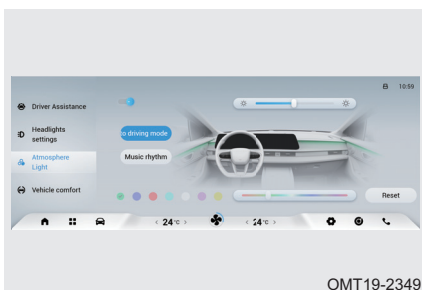 10:59
Driver Assistance
Headlights
settings
o driving mode
Atmosphere
Light
Music rhythm
Vehicle comfort
Reset
< 24 °C >
< 24 °C >
OMT19-2349